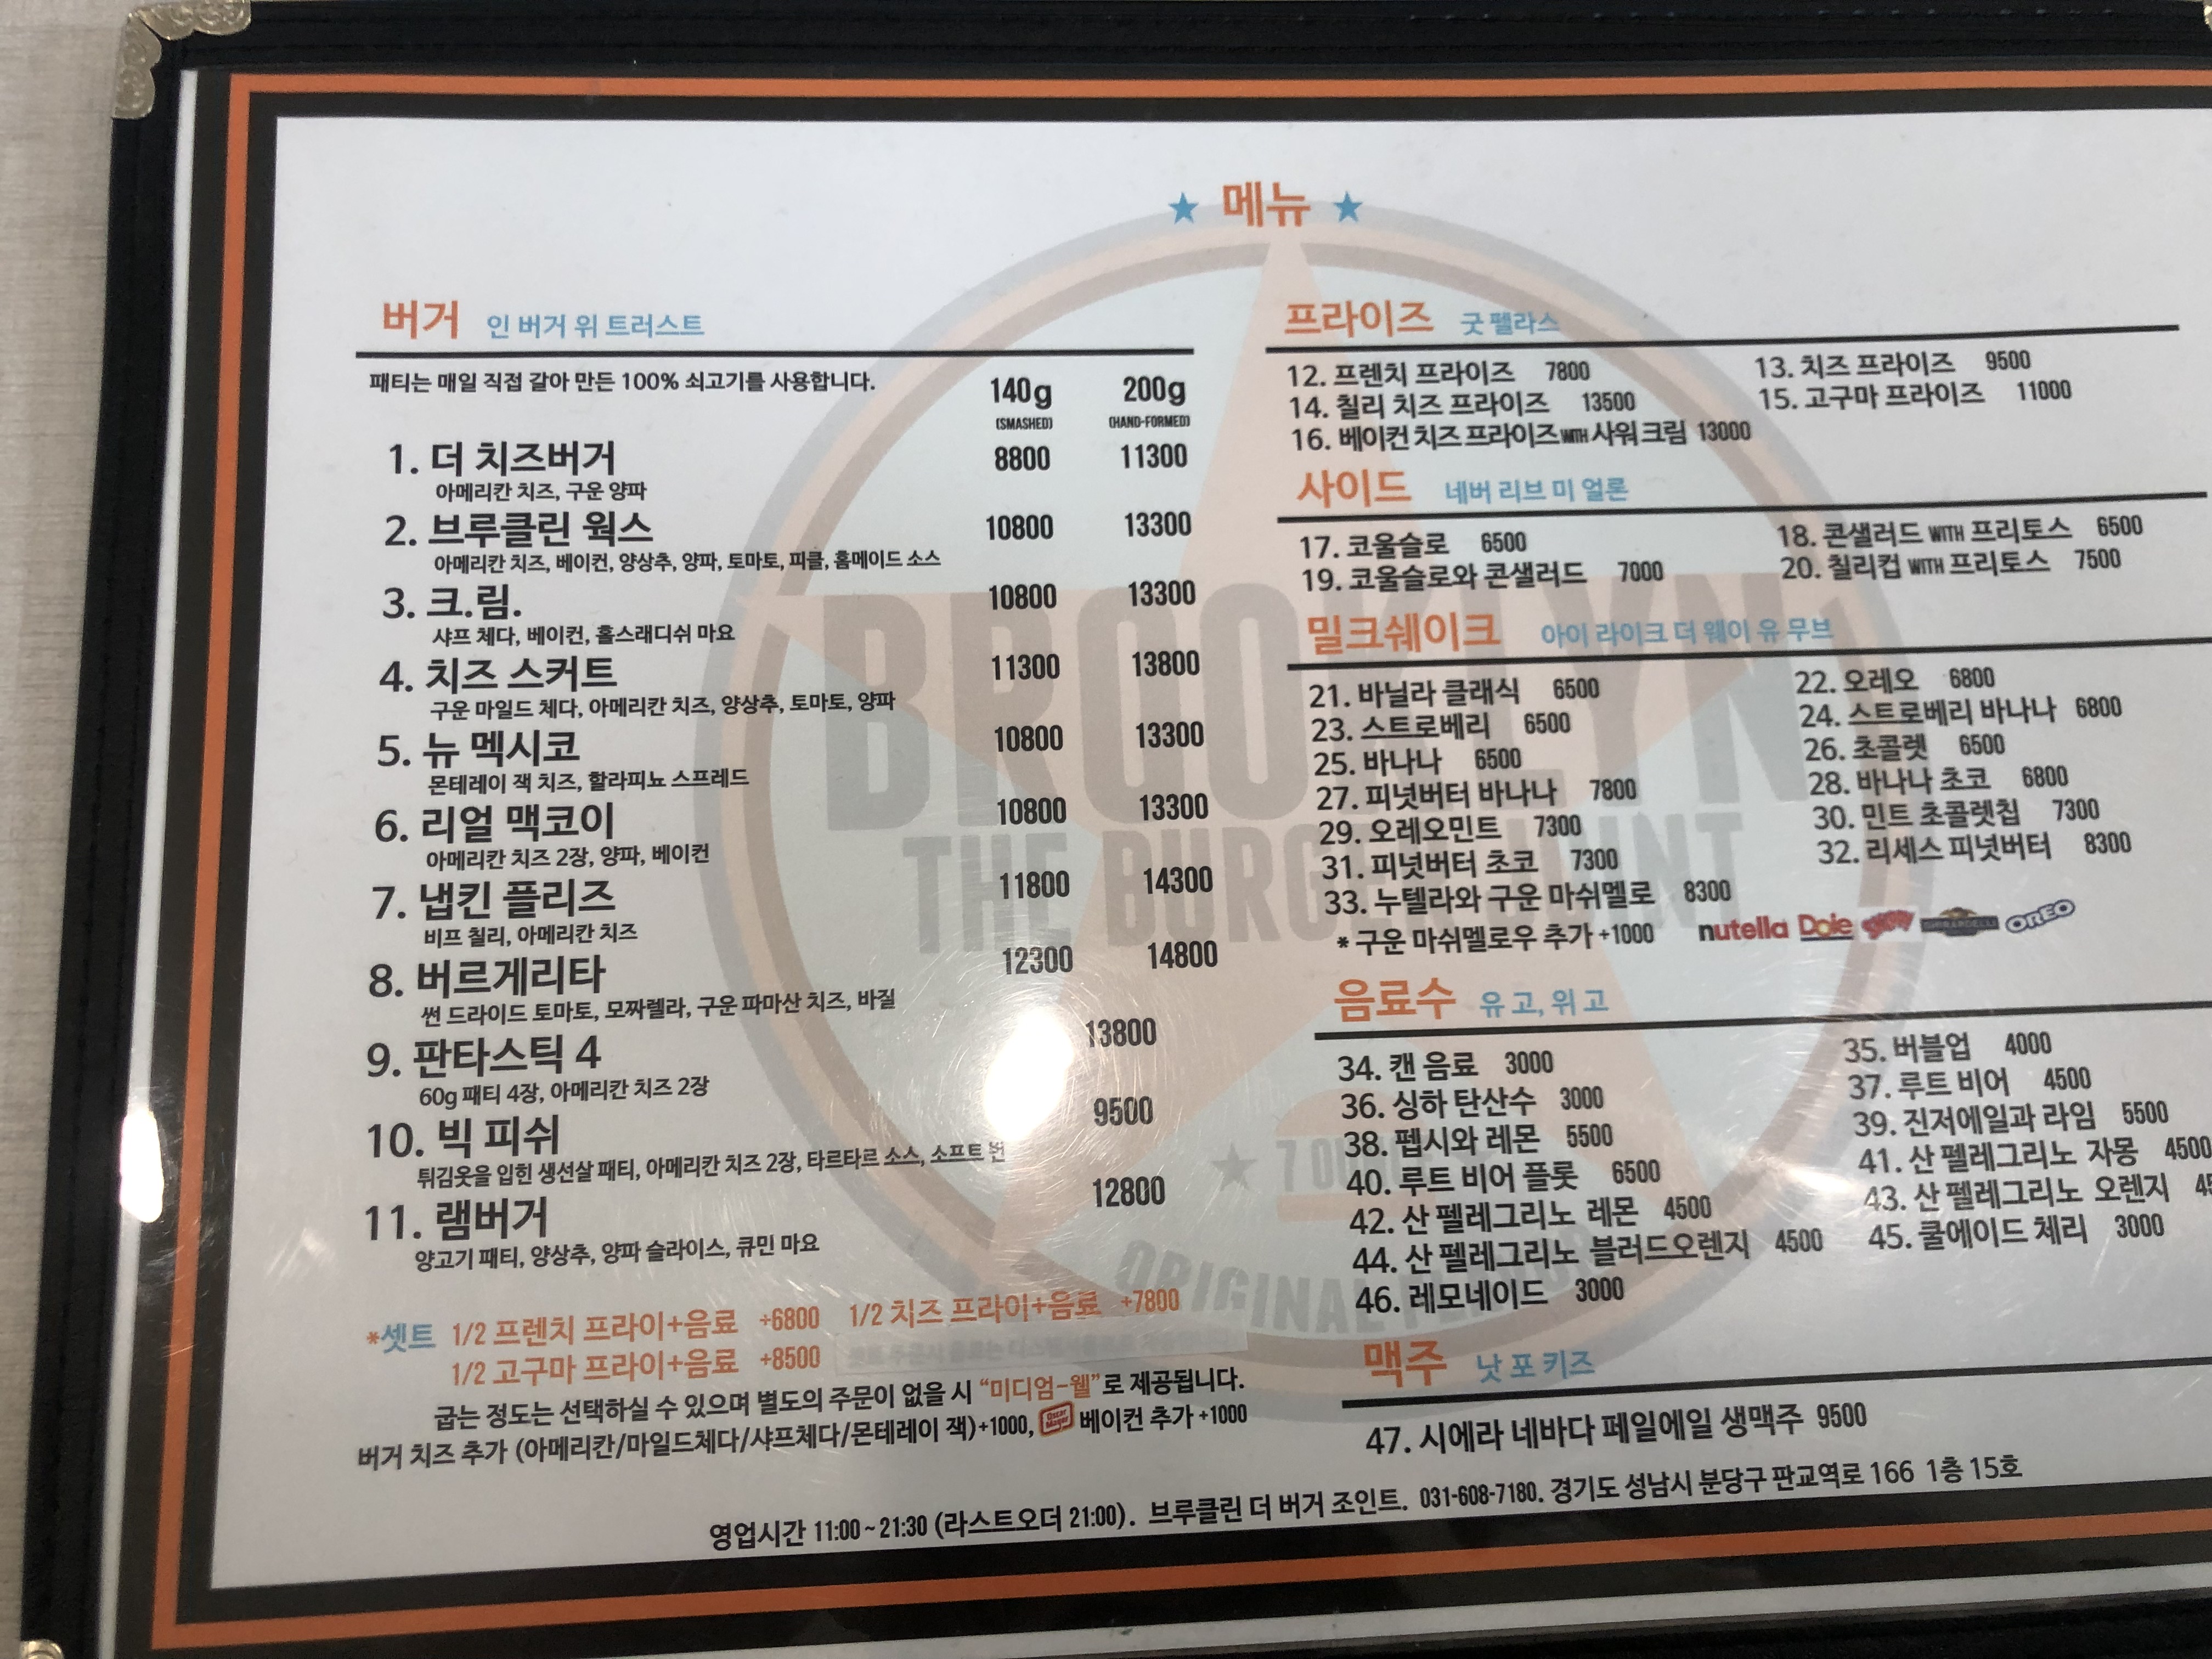 메뉴
버거 인 버거 위 트러스트
패티는 매일 직접 갈아 만든 100% 쇠고기를 사용합니다. 140g 200g
(SMASHED) (HAND-FORMED)
1. 더 치즈버거 8800 11300
아메리칸 치즈, 구운 양파
2. 브루클린 웍스 10800 13300
아메리칸 치즈, 베이컨, 양상추, 양파, 토마토, 피클, 홈메이드 소스
3. 크.림. 10800 13300
샤프 체다, 베이컨, 홀스래디쉬 마요
4. 치즈 스커트 11300 13800
구운 마일드 체다, 아메리칸 치즈, 양상추, 토마토, 양파
5. 뉴 멕시코 10800 13300
몬테레이 잭 치즈, 할라피뇨 스프레드
6. 리얼 맥코이 10800 13300
아메리칸 치즈 2장, 양파, 베이컨
7. 냅킨 플리즈 11800 14300
비프 칠리, 아메리칸 치즈
8. 버르게리타 12300 14800
썬 드라이드 토마토, 모짜렐라, 구운 파마산 치즈, 바질
9. 판타스틱 4 13800
60g 패티 4장, 아메리칸 치즈 2장
10. 빅 피쉬 9500
튀김옷을 입힌 생선살 패티, 아메리칸 치즈 2장, 타르타르 소스, 소프트 번
11. 램버거 12800
양고기 패티, 양상추, 양파 슬라이스, 큐민 마요
*셋트 1/2 프렌치 프라이+음료 +6800 1/2 치즈 프라이+음료 +7800
1/2 고구마 프라이+음료 +8500
굽는 정도는 선택하실 수 있으며 별도의 주문이 없을 시 “미디엄-웰”로 제공됩니다.
버거 치즈 추가 (아메리칸/마일드체다/샤프체다/몬테레이 잭)+1000, Oscar Mayer 베이컨 추가 +1000
프라이즈 굿 펠라스
12. 프렌치 프라이즈 7800 13. 치즈 프라이즈 9500
14. 칠리 치즈 프라이즈 13500 15. 고구마 프라이즈 11000
16. 베이컨 치즈 프라이즈 WITH 사워 크림 13000
사이드 네버 리브 미 얼론
17. 코울슬로 6500 18. 콘샐러드 WITH 프리토스 6500
19. 코울슬로와 콘샐러드 7000 20. 칠리컵 WITH 프리토스 7500
밀크쉐이크 아이 라이크 더 웨이 유 무브
21. 바닐라 클래식 6500 22. 오레오 6800
23. 스트로베리 6500 24. 스트로베리 바나나 6800
25. 바나나 6500 26. 초콜렛 6500
27. 피넛버터 바나나 7800 28. 바나나 초코 6800
29. 오레오민트 7300 30. 민트 초콜렛칩 7300
31. 피넛버터 초코 7300 32. 리세스 피넛버터 8300
33. 누텔라와 구운 마쉬멜로 8300
* 구운 마쉬멜로우 추가 +1000 nutella Dole OREO
음료수 유 고, 위 고
34. 캔 음료 3000 35. 버블업 4000
36. 싱하 탄산수 3000 37. 루트 비어 4500
38. 펩시와 레몬 5500 39. 진저에일과 라임 5500
40. 루트 비어 플롯 6500 41. 산 펠레그리노 자몽 4500
42. 산 펠레그리노 레몬 4500 43. 산 펠레그리노 오렌지
44. 산 펠레그리노 블러드오렌지 4500 45. 쿨에이드 체리 3000
46. 레모네이드 3000
맥주 낫 포 키즈
47. 시에라 네바다 페일에일 생맥주 9500
영업시간 11:00 ~ 21:30 (라스트오더 21:00). 브루클린 더 버거 조인트. 031-608-7180. 경기도 성남시 분당구 판교역로 166 1층 15호
BROOKLYN
THE BURGER JOINT
ORIGINAL